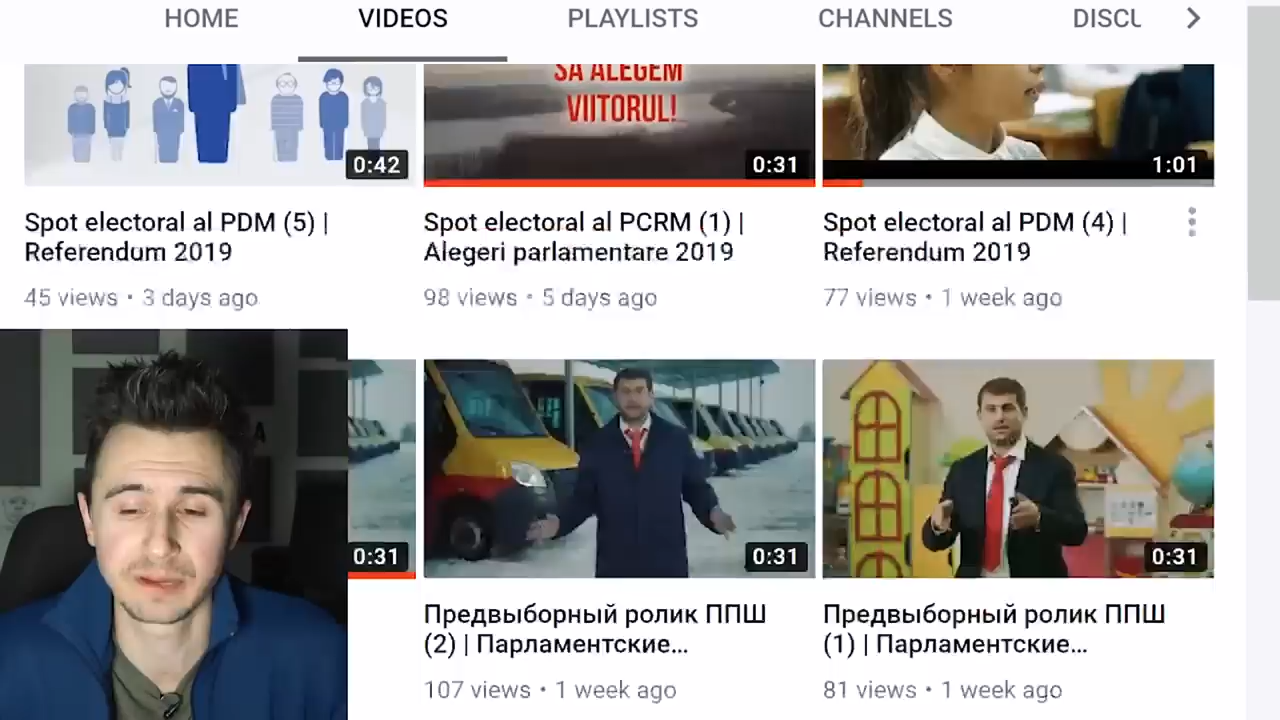 HOME VIDEOS PLAYLISTS CHANNELS DISCU
SĂ ALEGEM
VIITORUL!
0:42
0:31
1:01
Spot electoral al PDM (5) |
Referendum 2019
45 views • 3 days ago
Spot electoral al PCRM (1) |
Alegeri parlamentare 2019
98 views • 5 days ago
Spot electoral al PDM (4) |
Referendum 2019
77 views • 1 week ago
0:31
0:31
0:31
Предвыборный ролик ППШ
(2) | Парламентские...
107 views • 1 week ago
Предвыборный ролик ППШ
(1) | Парламентские...
81 views • 1 week ago